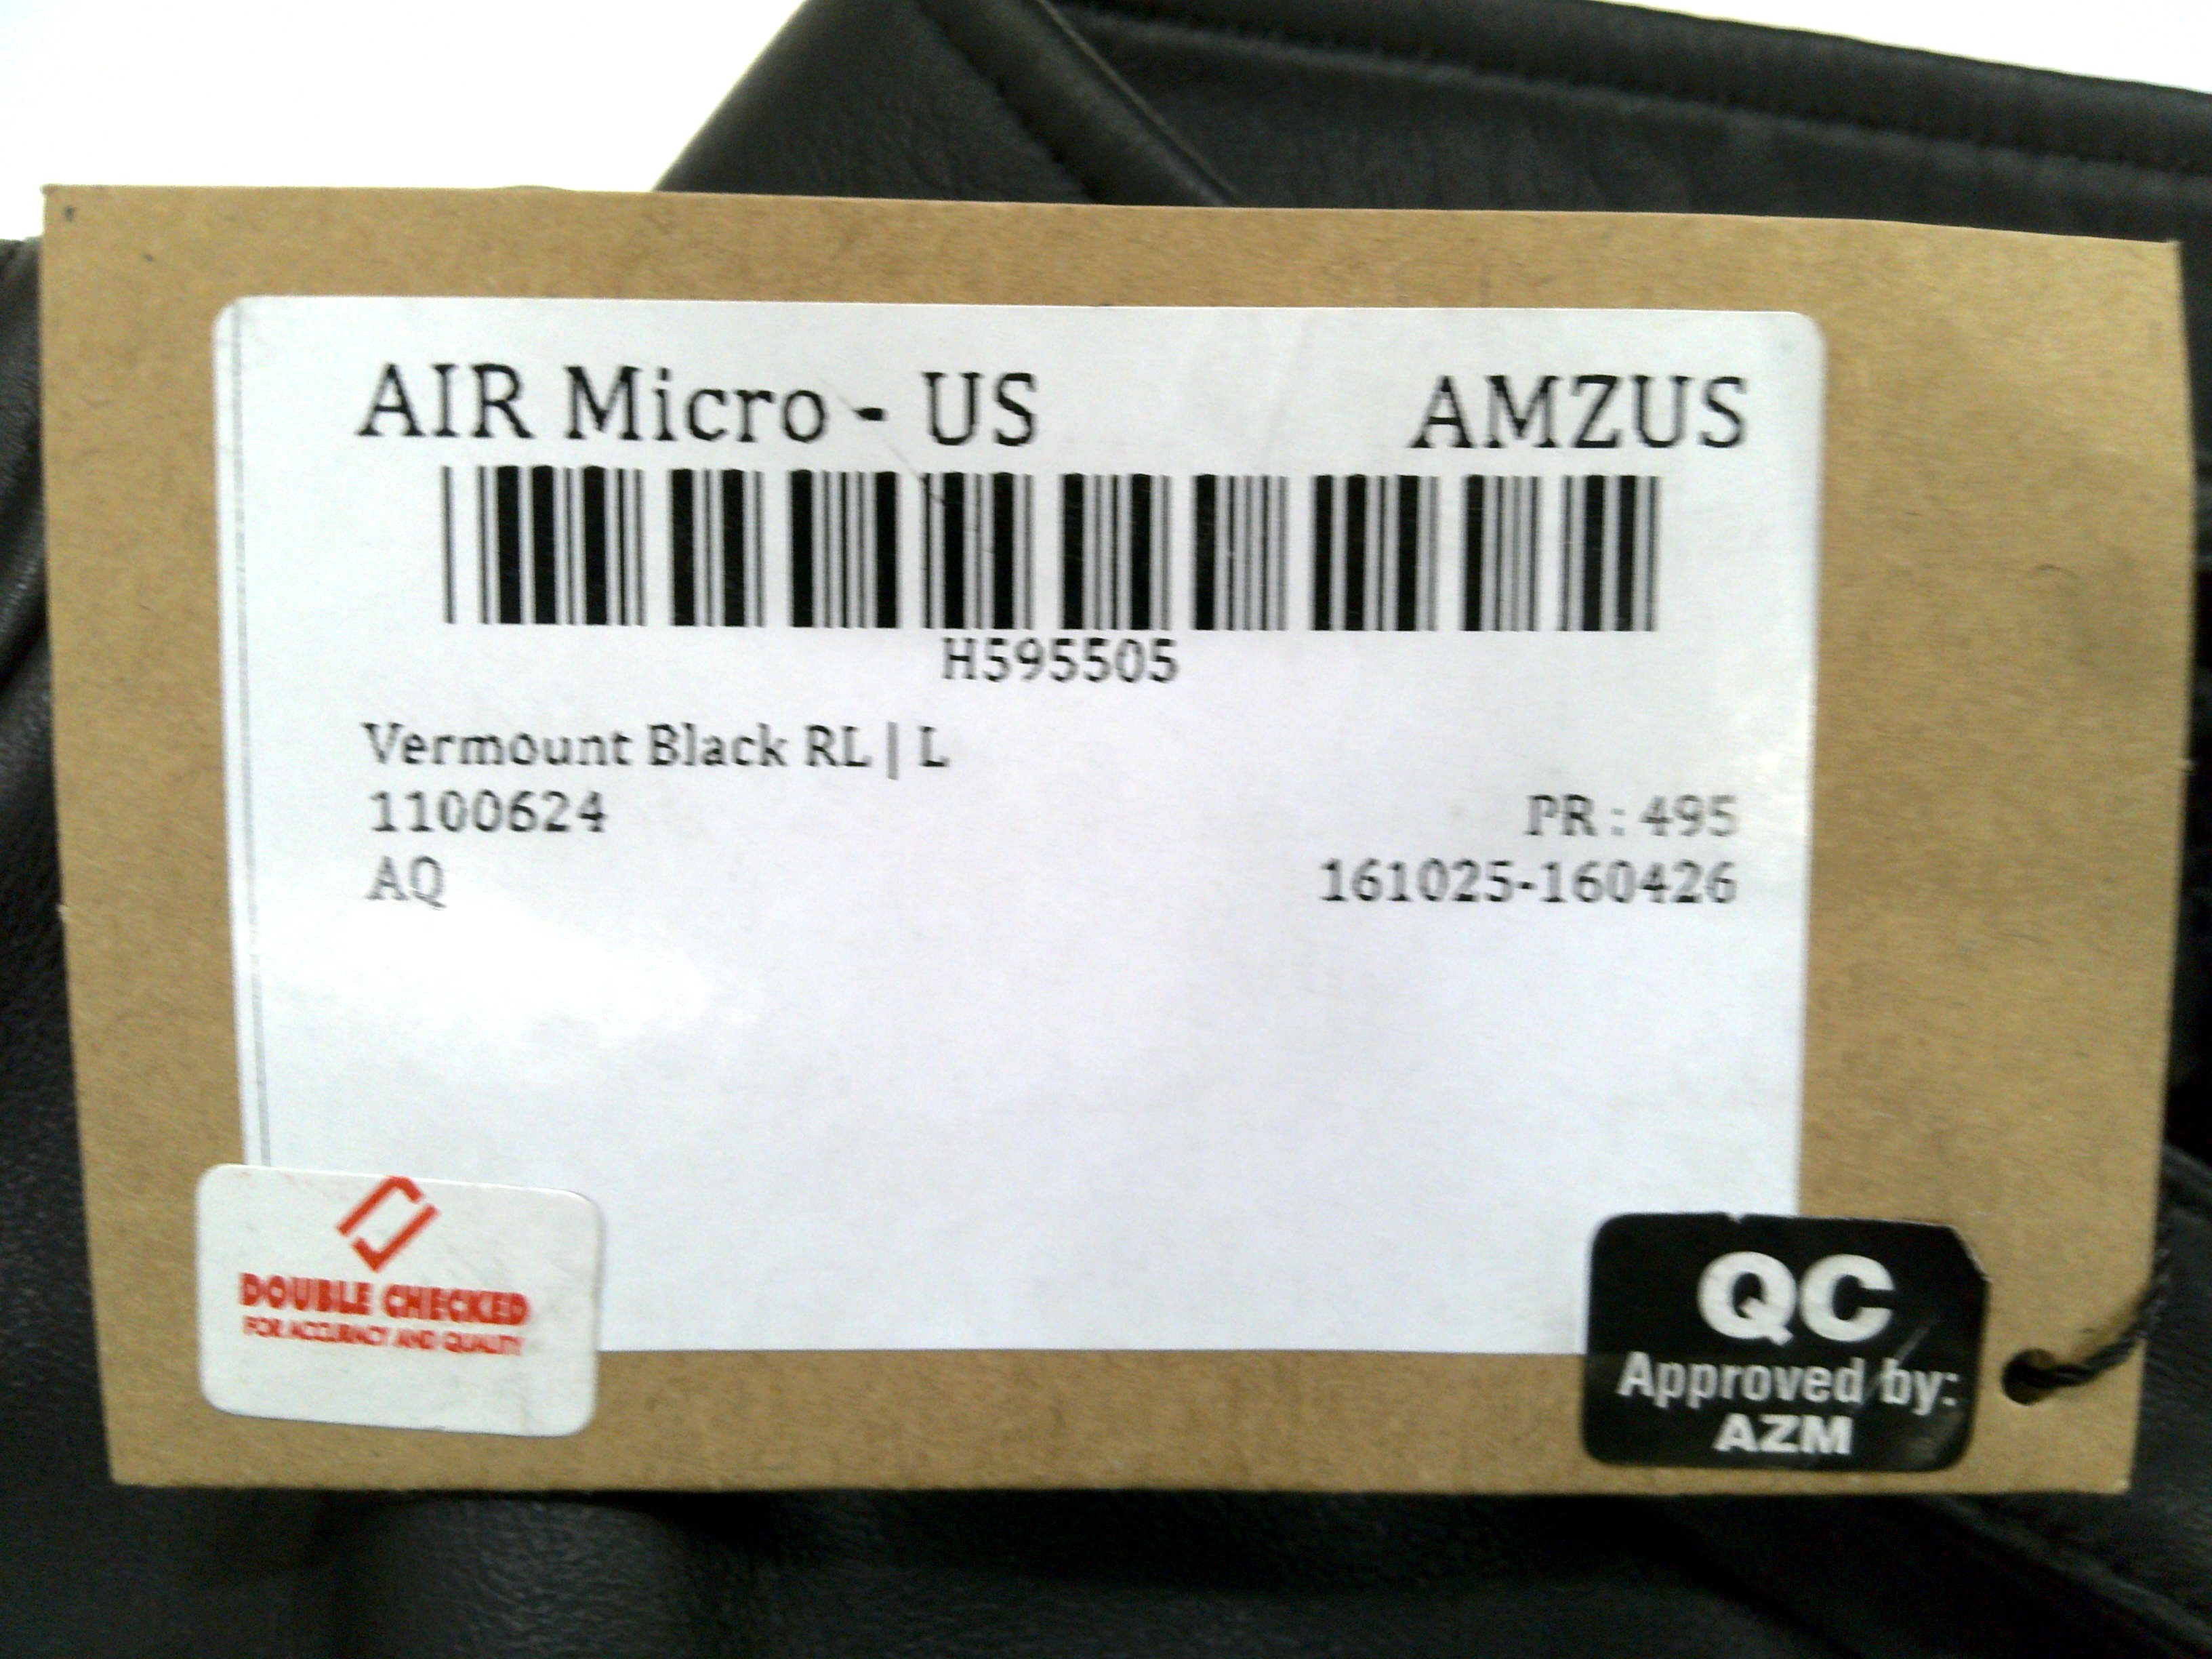 AIR Micro - US AMZUS
H595505
Vermount Black RL | L
1100624 PR : 495
AQ 161025-160426
DOUBLE CHECKED
FOR ACCURACY AND QUALITY
QC
Approved by:
AZM